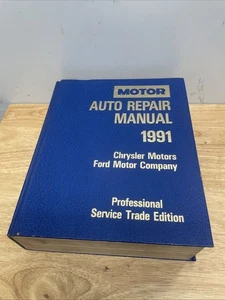 MOTOR
AUTO REPAIR
MANUAL
1991
Chrysler Motors
Ford Motor Company
Professional
Service Trade Edition